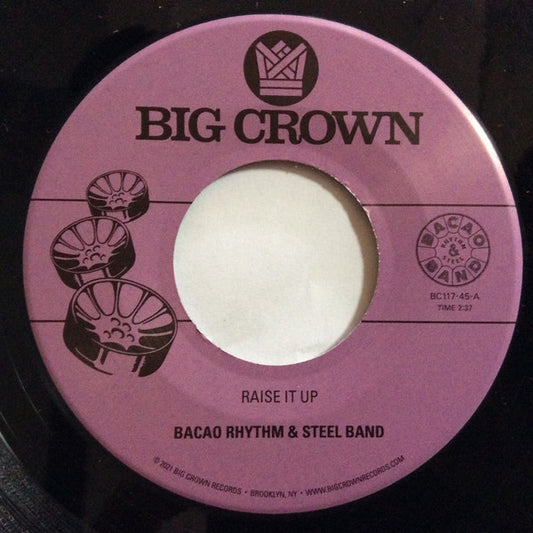 BIG CROWN
BACAO
RHYTHM
&
STEEL
BAND
BC117-45-A
TIME 2:37
RAISE IT UP
BACAO RHYTHM & STEEL BAND
© 2021 BIG CROWN RECORDS • BROOKLYN, NY • WWW.BIGCROWNRECORDS.COM